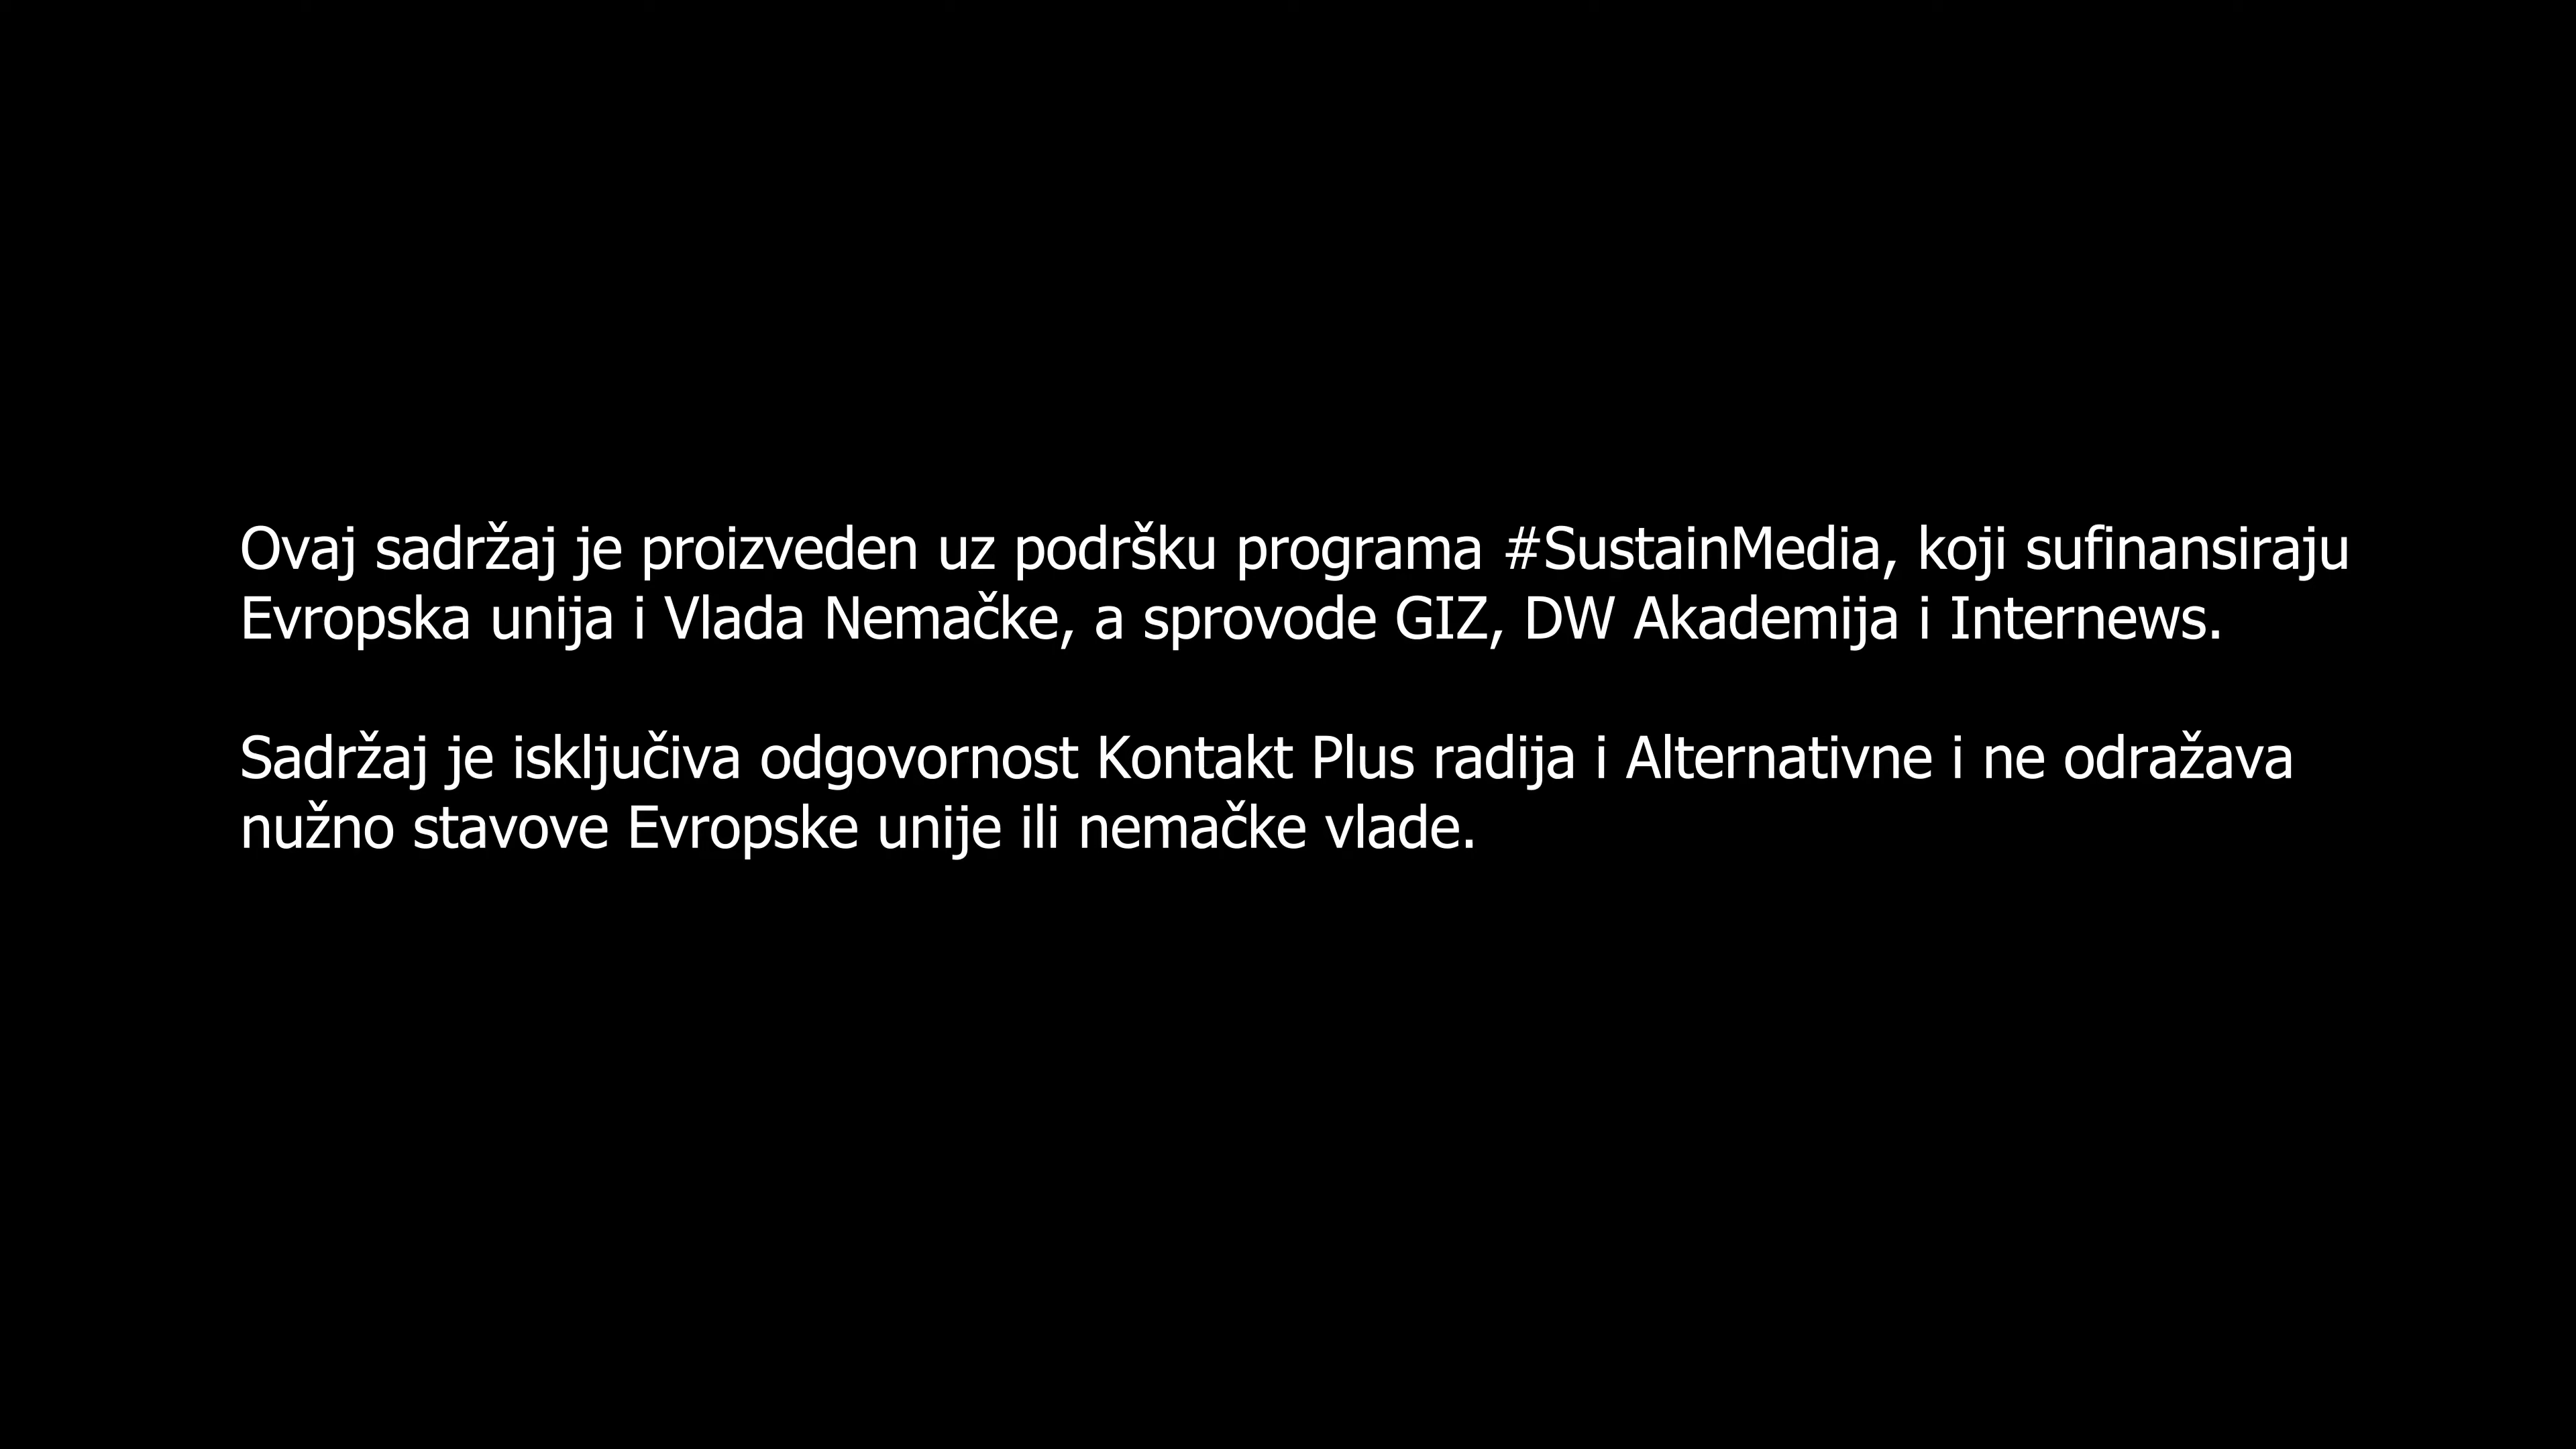 Ovaj sadržaj je proizveden uz podršku programa #SustainMedia, koji sufinansiraju
Evropska unija i Vlada Nemačke, a sprovode GIZ, DW Akademija i Internews.
Sadržaj je isključiva odgovornost Kontakt Plus radija i Alternativne i ne odražava
nužno stavove Evropske unije ili nemačke vlade.